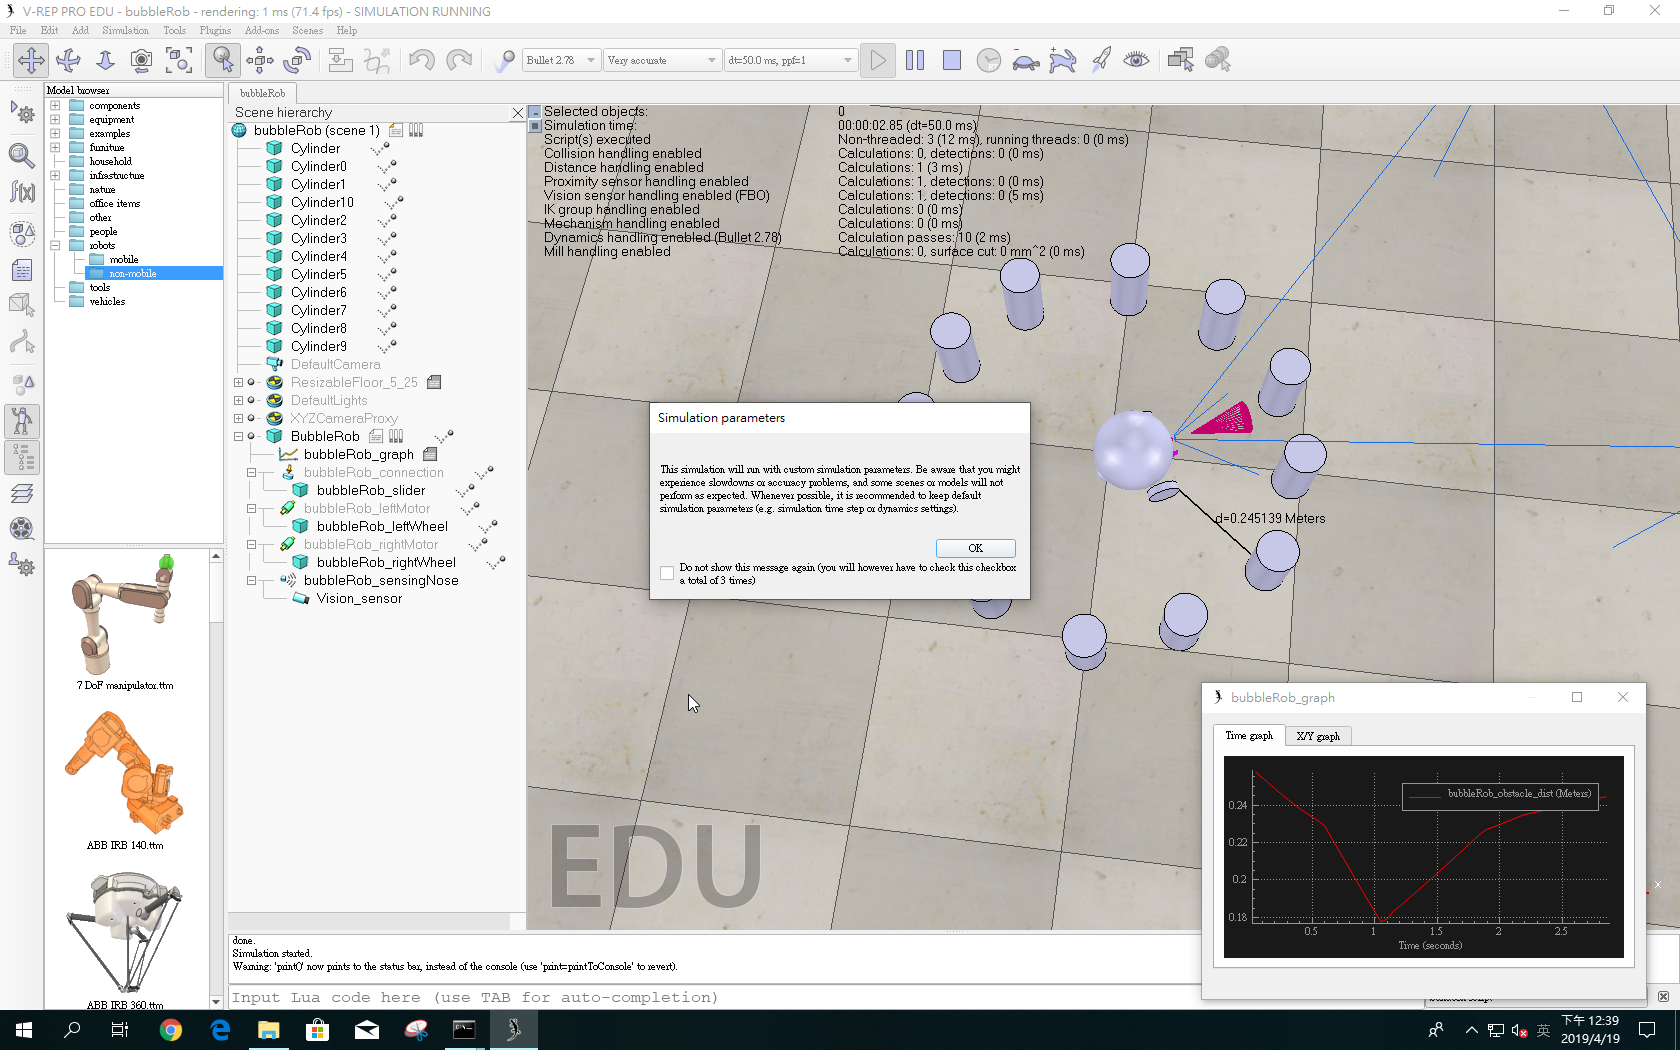 V-REP PRO EDU - bubbleRob - rendering: 1 ms (71.4 fps) - SIMULATION RUNNING
File Edit Add Simulation Tools Plugins Add-ons Scenes Help
Bullet 2.78 Very accurate dt=50.0 ms, ppf=1
Model browser
components
equipment
examples
furniture
household
infrastructure
nature
office items
other
people
robots
mobile
non-mobile
tools
vehicles
7 DoF manipulator.ttm
ABB IRB 140.ttm
ABB IRB 360.ttm
bubbleRob
Scene hierarchy
bubbleRob (scene 1)
Cylinder
Cylinder0
Cylinder1
Cylinder10
Cylinder2
Cylinder3
Cylinder4
Cylinder5
Cylinder6
Cylinder7
Cylinder8
Cylinder9
DefaultCamera
ResizableFloor_5_25
DefaultLights
XYZCameraProxy
BubbleRob
bubbleRob_graph
bubbleRob_connection
bubbleRob_slider
bubbleRob_leftMotor
bubbleRob_leftWheel
bubbleRob_rightMotor
bubbleRob_rightWheel
bubbleRob_sensingNose
Vision_sensor
Selected objects: 0
Simulation time: 00:00:02.85 (dt=50.0 ms)
Script(s) executed Non-threaded: 3 (12 ms), running threads: 0 (0 ms)
Collision handling enabled Calculations: 0, detections: 0 (0 ms)
Distance handling enabled Calculations: 1 (3 ms)
Proximity sensor handling enabled Calculations: 1, detections: 0 (0 ms)
Vision sensor handling enabled (FBO) Calculations: 1, detections: 0 (5 ms)
IK group handling enabled Calculations: 0 (0 ms)
Mechanism handling enabled Calculations: 0 (0 ms)
Dynamics handling enabled (Bullet 2.78) Calculation passes: 10 (2 ms)
Mill handling enabled Calculations: 0, surface cut: 0 mm^2 (0 ms)
Simulation parameters
This simulation will run with custom simulation parameters. Be aware that you might
experience slowdowns or accuracy problems, and some scenes or models will not
perform as expected. Whenever possible, it is recommended to keep default
simulation parameters (e.g. simulation time step or dynamics settings).
OK
Do not show this message again (you will however have to check this checkbox
a total of 3 times)
d=0.245139 Meters
EDU
bubbleRob_graph
Time graph X/Y graph
bubbleRob_obstacle_dist (Meters)
0.24
0.22
0.2
0.18
0.5 1 1.5 2 2.5
Time (seconds)
x
done.
Simulation started.
Warning: 'print()' now prints to the status bar, instead of the console (use 'print=printToConsole' to revert).
Input Lua code here (use TAB for auto-completion)
英
下午 12:39
2019/4/19